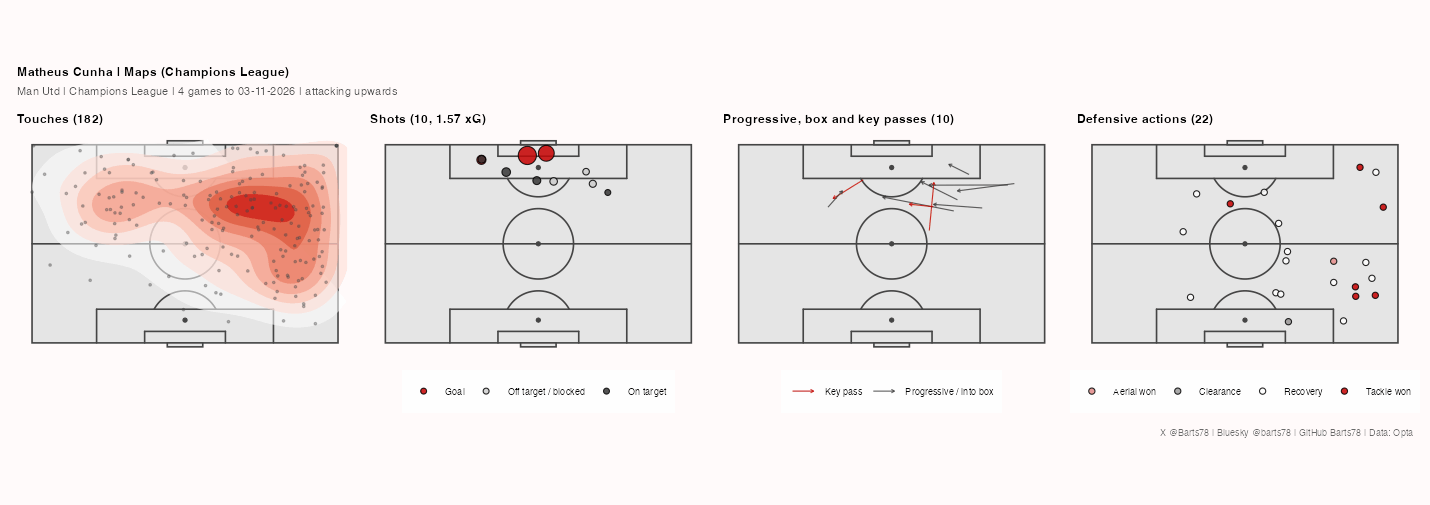 Matheus Cunha | Maps (Champions League)
Man Utd | Champions League | 4 games to 03-11-2026 | attacking upwards
Touches (182)
Shots (10, 1.57 xG)
Progressive, box and key passes (10)
Defensive actions (22)
Goal
Off target / blocked
On target
Key pass
Progressive / into box
Aerial won
Clearance
Recovery
Tackle won
X @Barts78 | Bluesky @barts78 | GitHub Barts78 | Data: Opta